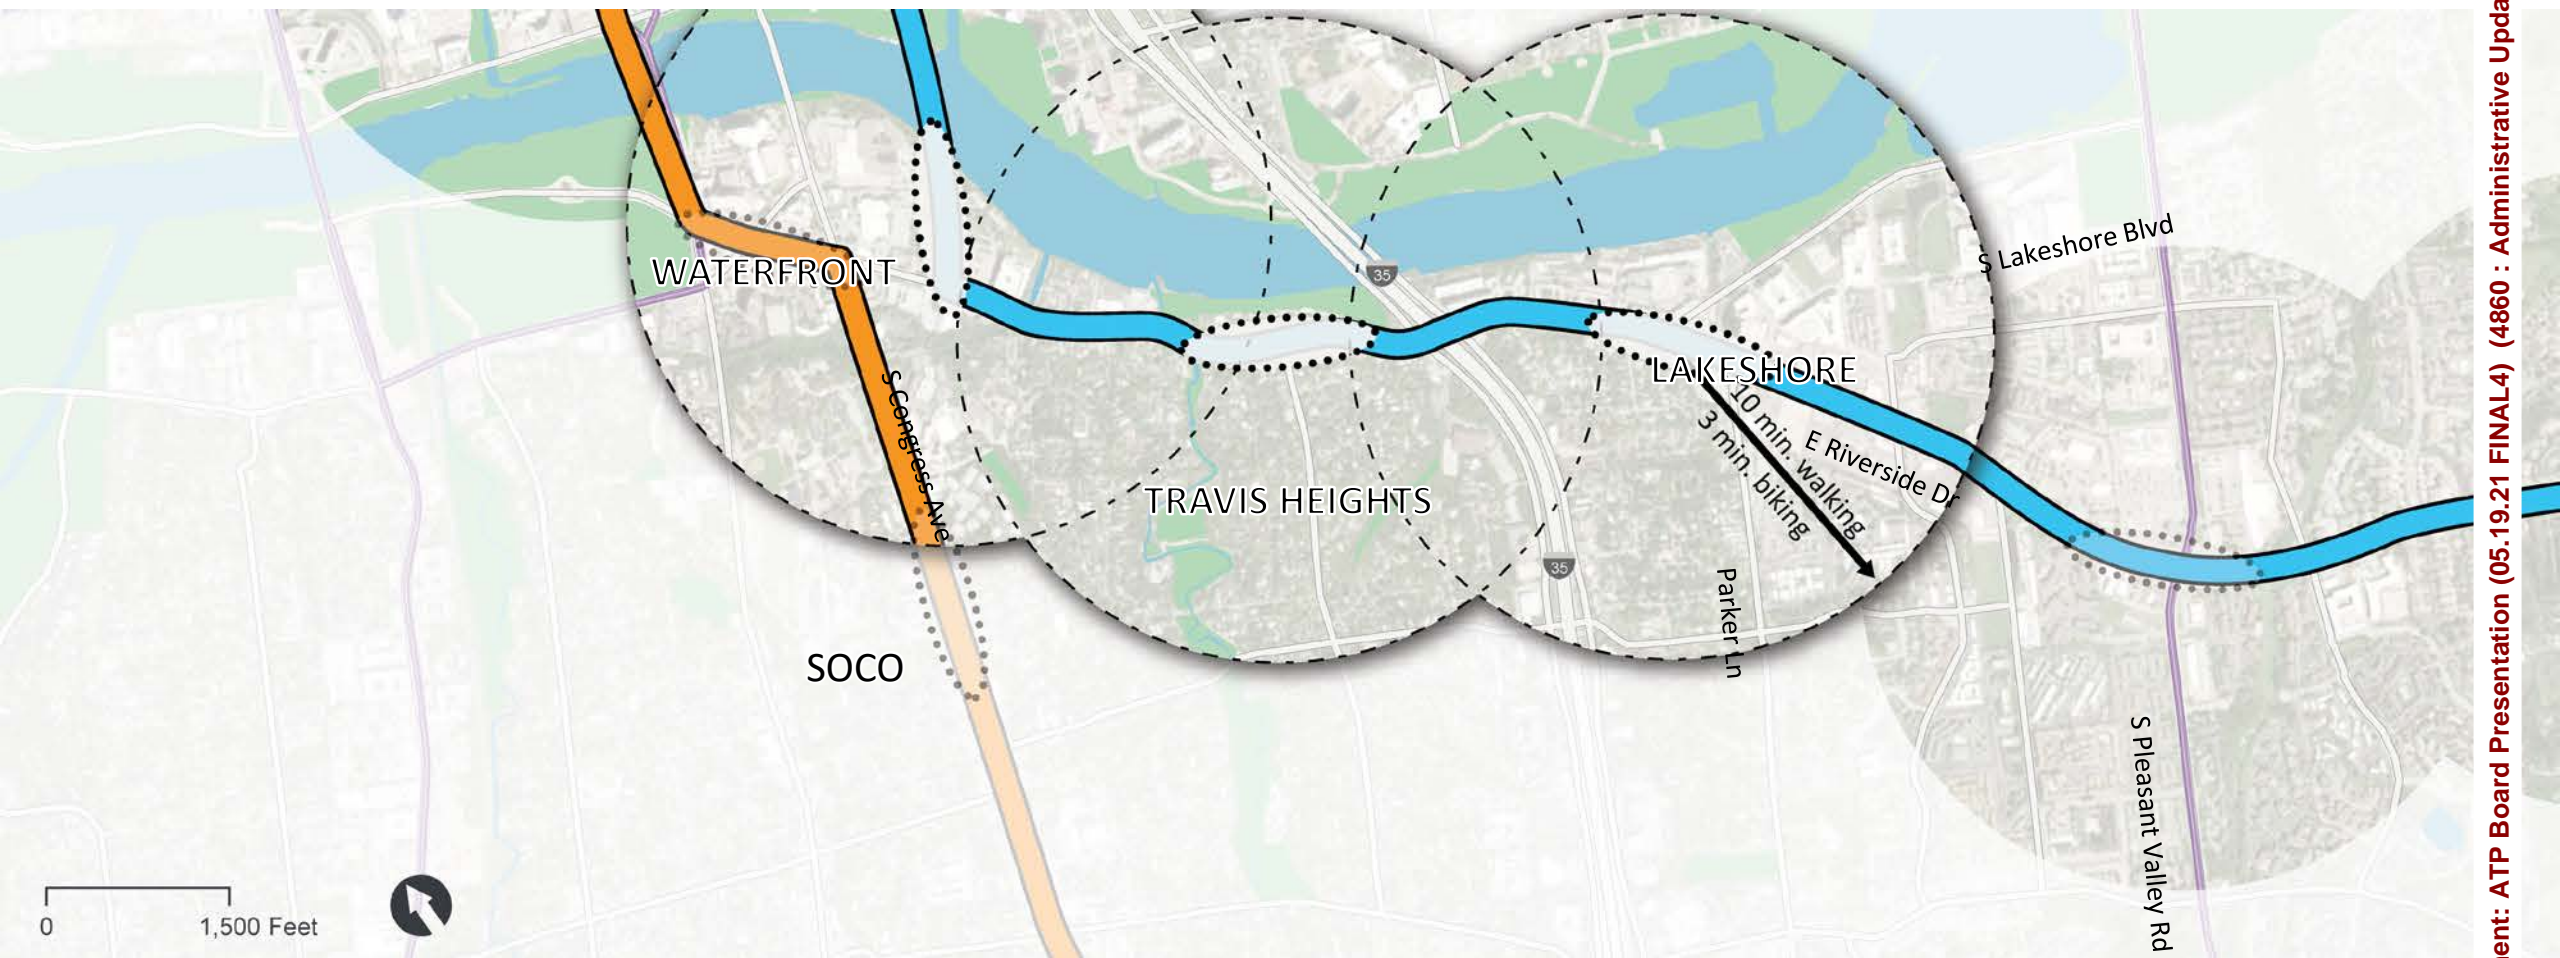 WATERFRONT
S Congress Ave
SOCO
TRAVIS HEIGHTS
35
35
LAKESHORE
10 min. walking
3 min. biking
E Riverside Dr
Parker Ln
S Lakeshore Blvd
S Pleasant Valley Rd
0
1,500 Feet
ent: ATP Board Presentation (05.19.21 FINAL4) (4860 : Administrative Upda